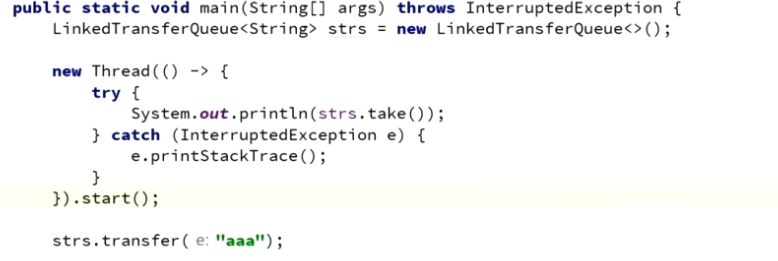 public static void main(String[] args) throws InterruptedException {
    LinkedTransferQueue<String> strs = new LinkedTransferQueue<>();
    new Thread(() -> {
        try {
            System.out.println(strs.take());
        } catch (InterruptedException e) {
            e.printStackTrace();
        }
    }).start();
    strs.transfer( e: "aaa");